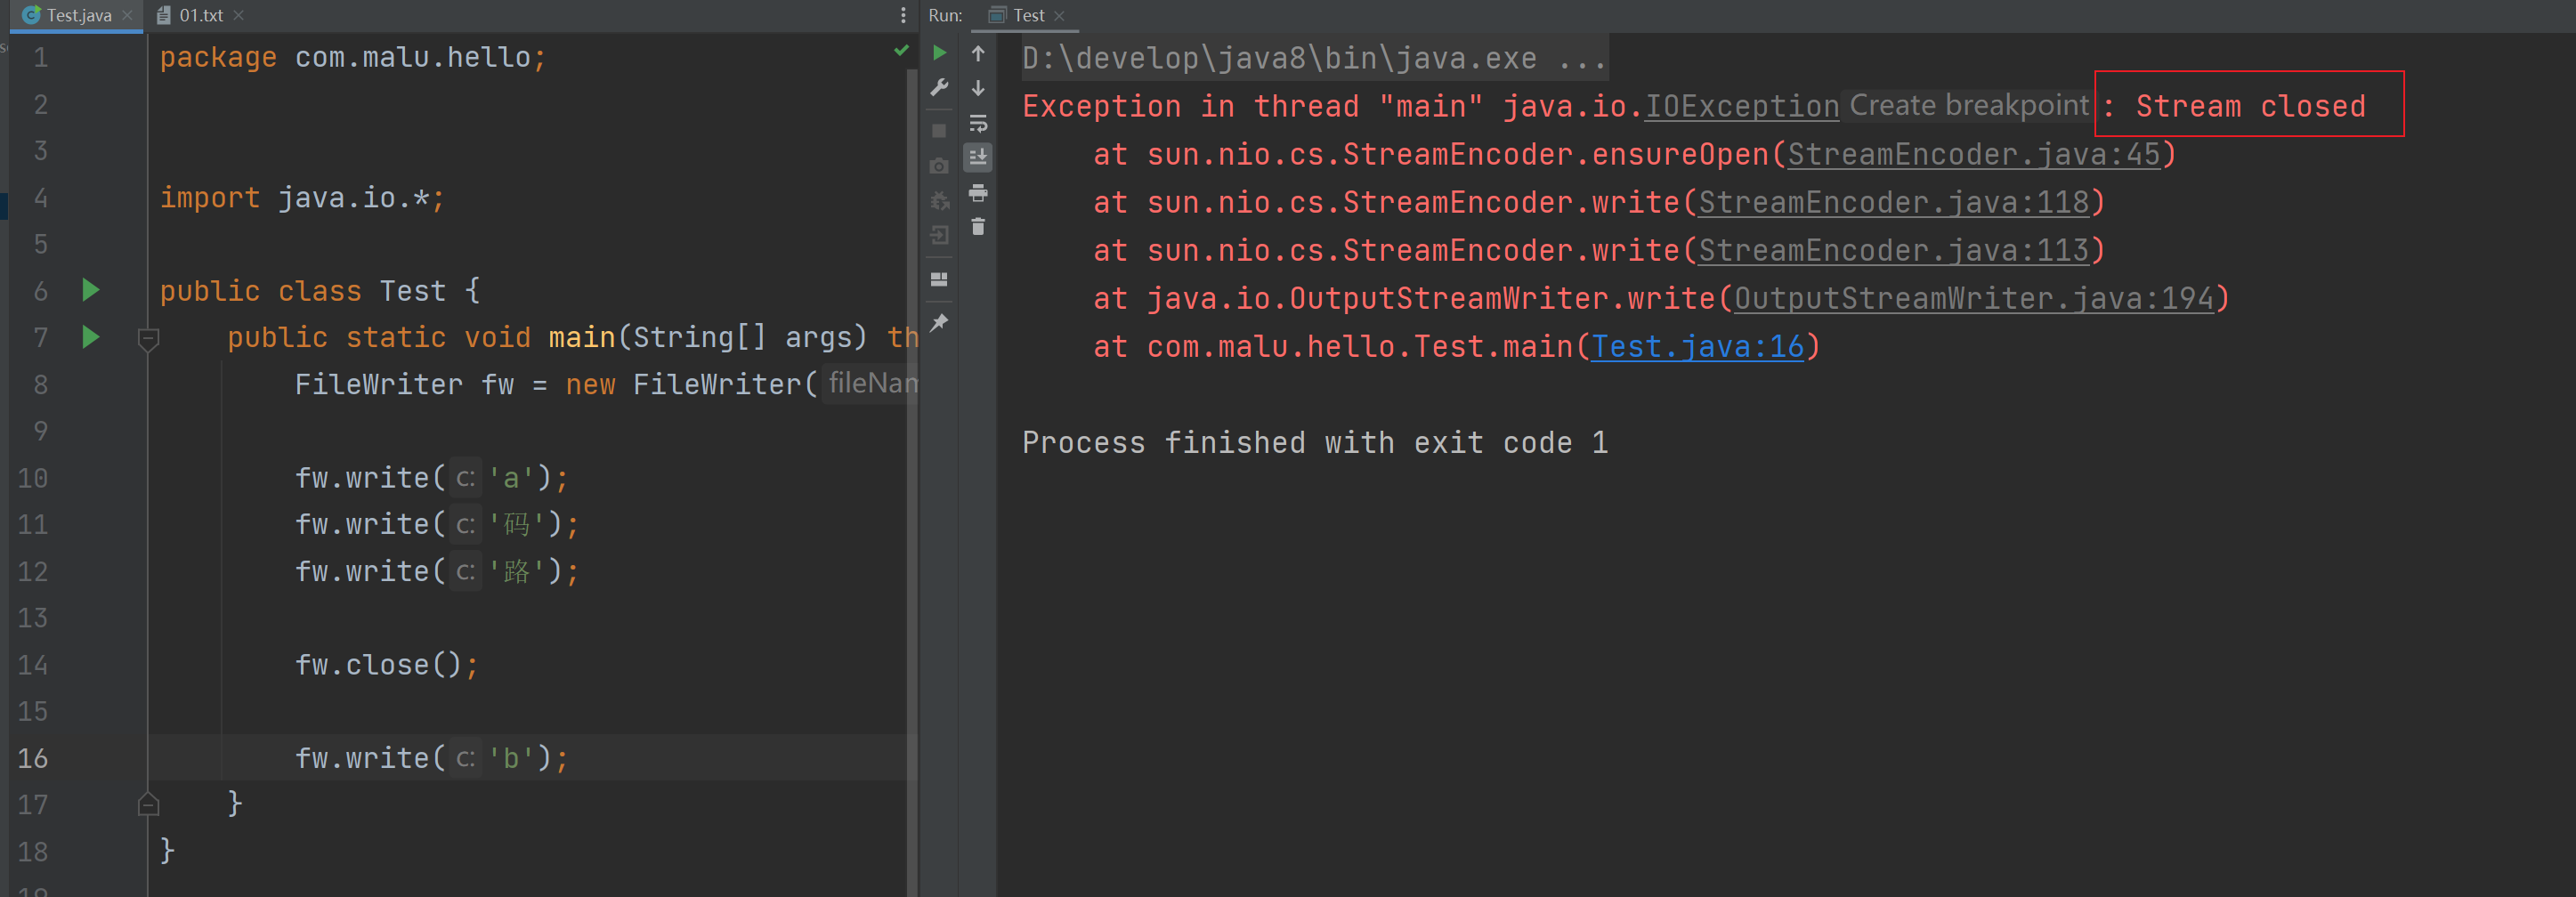 Test.java
01.txt
1 package com.malu.hello;
2
3
4 import java.io.*;
5
6 public class Test {
7 public static void main(String[] args) th
8 FileWriter fw = new FileWriter( fileNam
9
10 fw.write( c: 'a');
11 fw.write( c: '码');
12 fw.write( c: '路');
13
14 fw.close();
15
16 fw.write( c: 'b');
17 }
18 }
19
Run: Test
D:\develop\java8\bin\java.exe ...
Exception in thread "main" java.io.IOException Create breakpoint : Stream closed
at sun.nio.cs.StreamEncoder.ensureOpen(StreamEncoder.java:45)
at sun.nio.cs.StreamEncoder.write(StreamEncoder.java:118)
at sun.nio.cs.StreamEncoder.write(StreamEncoder.java:113)
at java.io.OutputStreamWriter.write(OutputStreamWriter.java:194)
at com.malu.hello.Test.main(Test.java:16)
Process finished with exit code 1